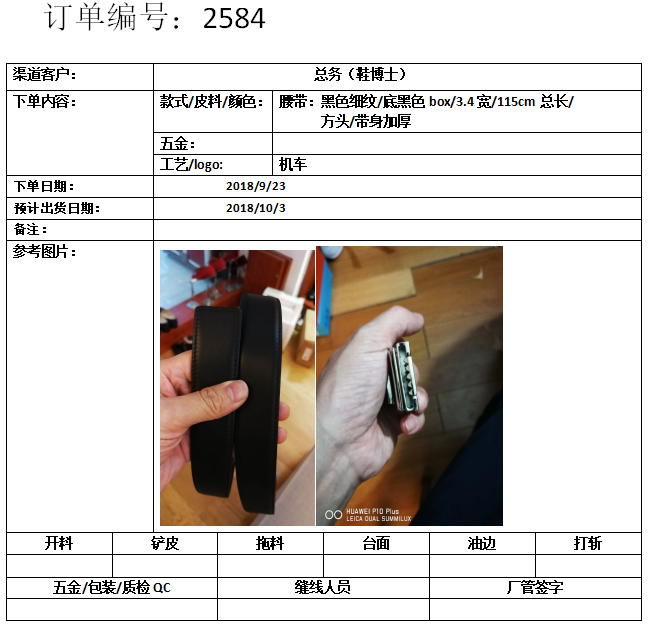 订单编号：2584
渠道客户： 总务（鞋博士）
下单内容： 款式/皮料/颜色： 腰带：黑色细纹/底黑色 box/3.4 宽/115cm 总长/
方头/带身加厚
五金：
工艺/logo: 机车
下单日期： 2018/9/23
预计出货日期： 2018/10/3
备注：
参考图片：
HUAWEI P10 Plus
LEICA DUAL SUMMILUX
开料 铲皮 拖料 台面 油边 打斩
五金/包装/质检 QC 缝线人员 厂管签字